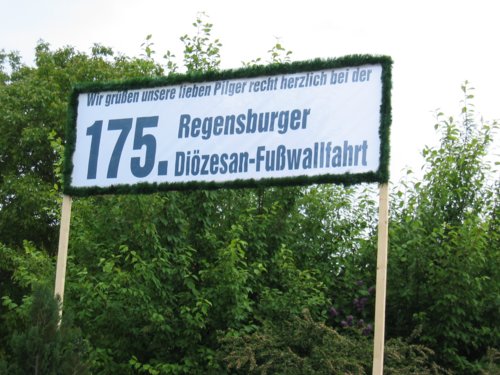 Wir grüßen unsere lieben Pilger recht herzlich bei der
175. Regensburger
Diözesan-Fußwallfahrt